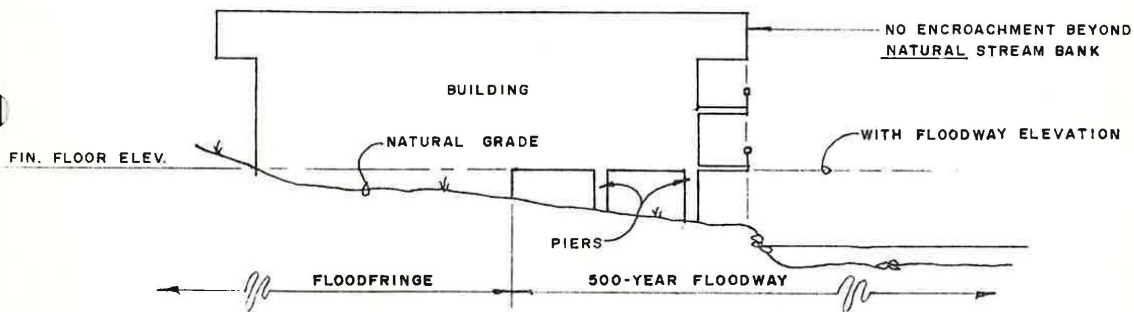 NO ENCROACHMENT BEYOND
NATURAL STREAM BANK
BUILDING
WITH FLOODWAY ELEVATION
NATURAL GRADE
FIN. FLOOR ELEV.
PIERS
FLOODFRINGE
500-YEAR FLOODWAY